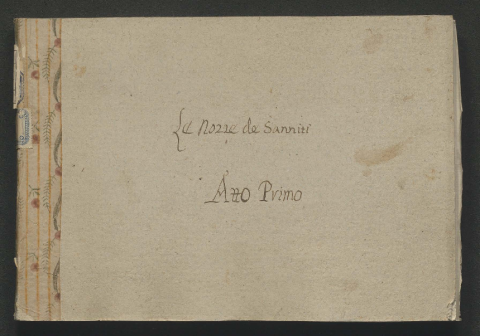 Le nozze de Sanniti
Atto Primo